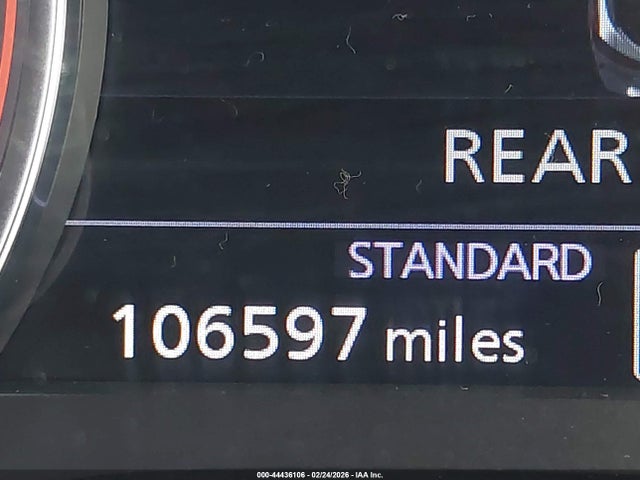 REAR
STANDARD
106597 miles
000-44436106 - 02/24/2026 - IAA Inc.